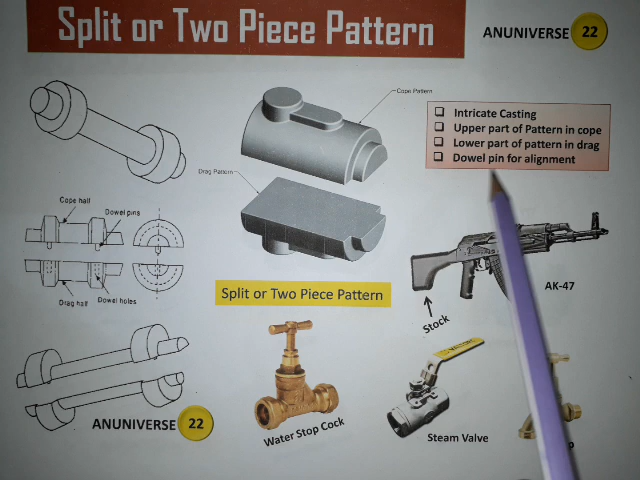 Split or Two Piece Pattern
ANUNIVERSE 22
Cope Pattern
Intricate Casting
Upper part of Pattern in cope
Lower part of pattern in drag
Dowel pin for alignment
Drag Pattern
Cope half
Dowel pins
Drag half
Dowel holes
Split or Two Piece Pattern
AK-47
Stock
Water Stop Cock
Steam Valve
ANUNIVERSE 22